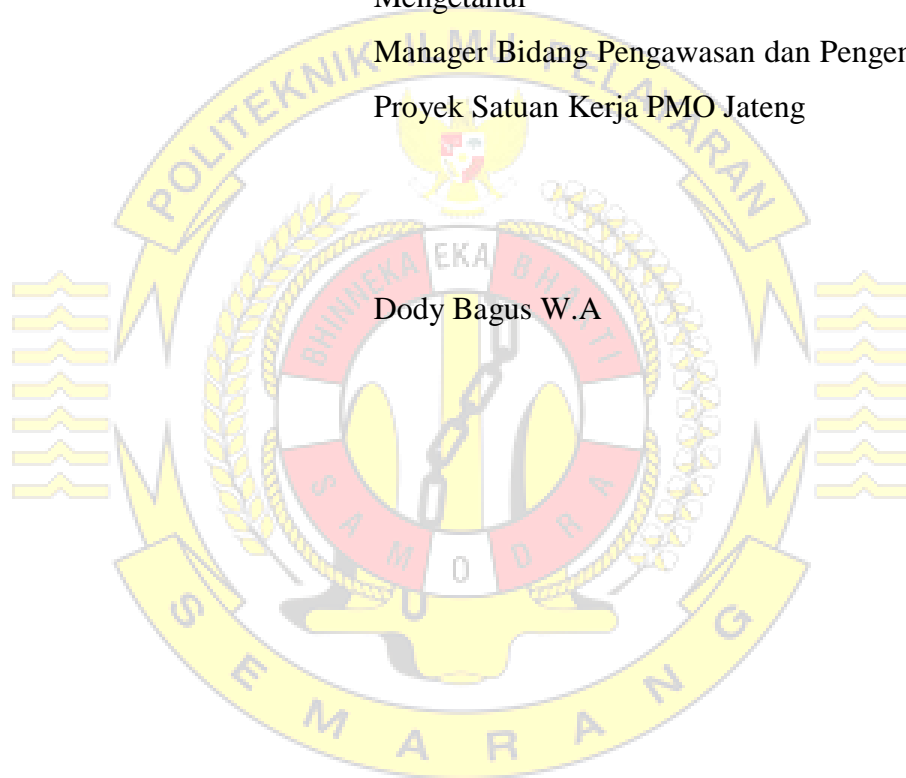 Mengetahui
Manager Bidang Pengawasan dan
Proyek Satuan Kerja PMO Jateng
Dody Bagus W.A
POLITEKNIK ILMU PELAYARAN
BHINNEKA EKA BHAKTI
SAMODRA
SEMARANG